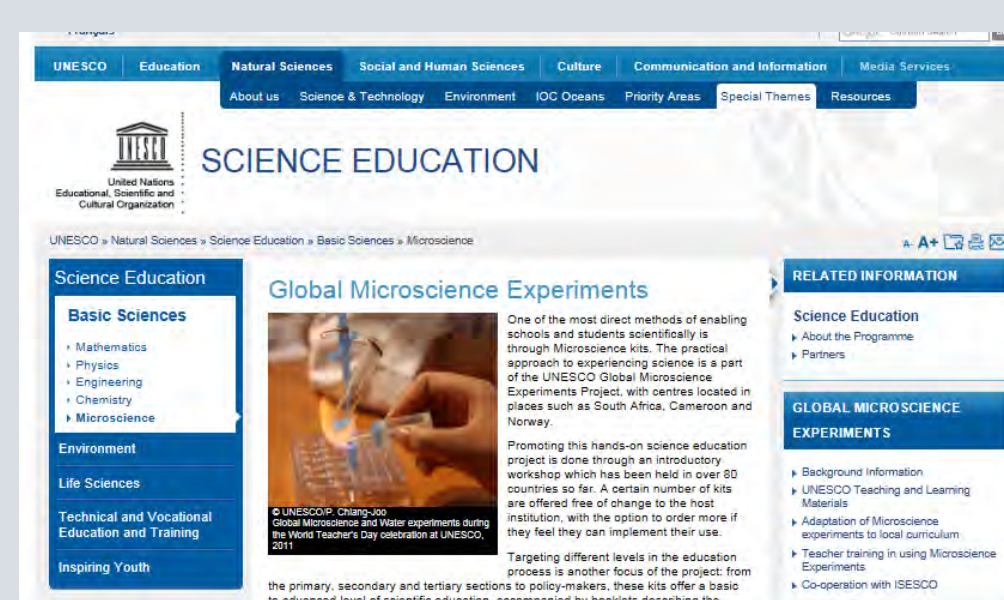 Français
UNESCO Education Natural Sciences Social and Human Sciences Culture Communication and Information Media Services
About us Science & Technology Environment IOC Oceans Priority Areas Special Themes Resources
UNESCO
United Nations
Educational, Scientific and
Cultural Organization
SCIENCE EDUCATION
UNESCO » Natural Sciences » Science Education » Basic Sciences » Microscience
A- A+
Science Education
Basic Sciences
Mathematics
Physics
Engineering
Chemistry
Microscience
Environment
Life Sciences
Technical and Vocational
Education and Training
Inspiring Youth
Global Microscience Experiments
© UNESCO/P. Chiang-Joo
Global Microscience and Water experiments during
the World Teacher's Day celebration at UNESCO,
2011
One of the most direct methods of enabling
schools and students scientifically is
through Microscience kits. The practical
approach to experiencing science is a part
of the UNESCO Global Microscience
Experiments Project, with centres located in
places such as South Africa, Cameroon and
Norway.
Promoting this hands-on science education
project is done through an introductory
workshop which has been held in over 80
countries so far. A certain number of kits
are offered free of change to the host
institution, with the option to order more if
they feel they can implement their use.
Targeting different levels in the education
process is another focus of the project: from
the primary, secondary and tertiary sections to policy-makers, these kits offer a basic
to advanced level of scientific education, accompanied by booklets describing the
RELATED INFORMATION
Science Education
About the Programme
Partners
GLOBAL MICROSCIENCE
EXPERIMENTS
Background Information
UNESCO Teaching and Learning
Materials
Adaptation of Microscience
experiments to local curriculum
Teacher training in using Microscience
Experiments
Co-operation with ISESCO